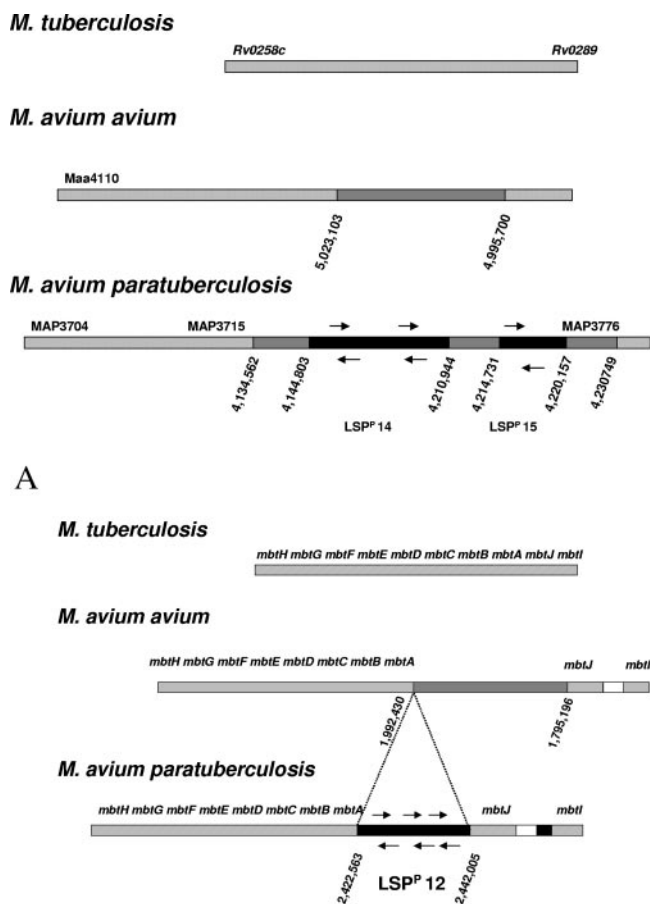 M. tuberculosis
Rv0258c Rv0289
M. avium avium
Maa4110
5,023,103 4,995,700
M. avium paratuberculosis
MAP3704 MAP3715 MAP3776
4,134,562 4,144,803 4,210,944 4,214,731 4,220,157 4,230749
LSPᴾ 14 LSPᴾ 15
A
M. tuberculosis
mbtH mbtG mbtF mbtE mbtD mbtC mbtB mbtA mbtJ mbtI
M. avium avium
mbtH mbtG mbtF mbtE mbtD mbtC mbtB mbtA mbtJ mbtI
1,992,430 1,795,196
M. avium paratuberculosis
mbtH mbtG mbtF mbtE mbtD mbtC mbtB mbtA mbtJ mbtI
2,422,563 2,442,005
LSPᴾ 12